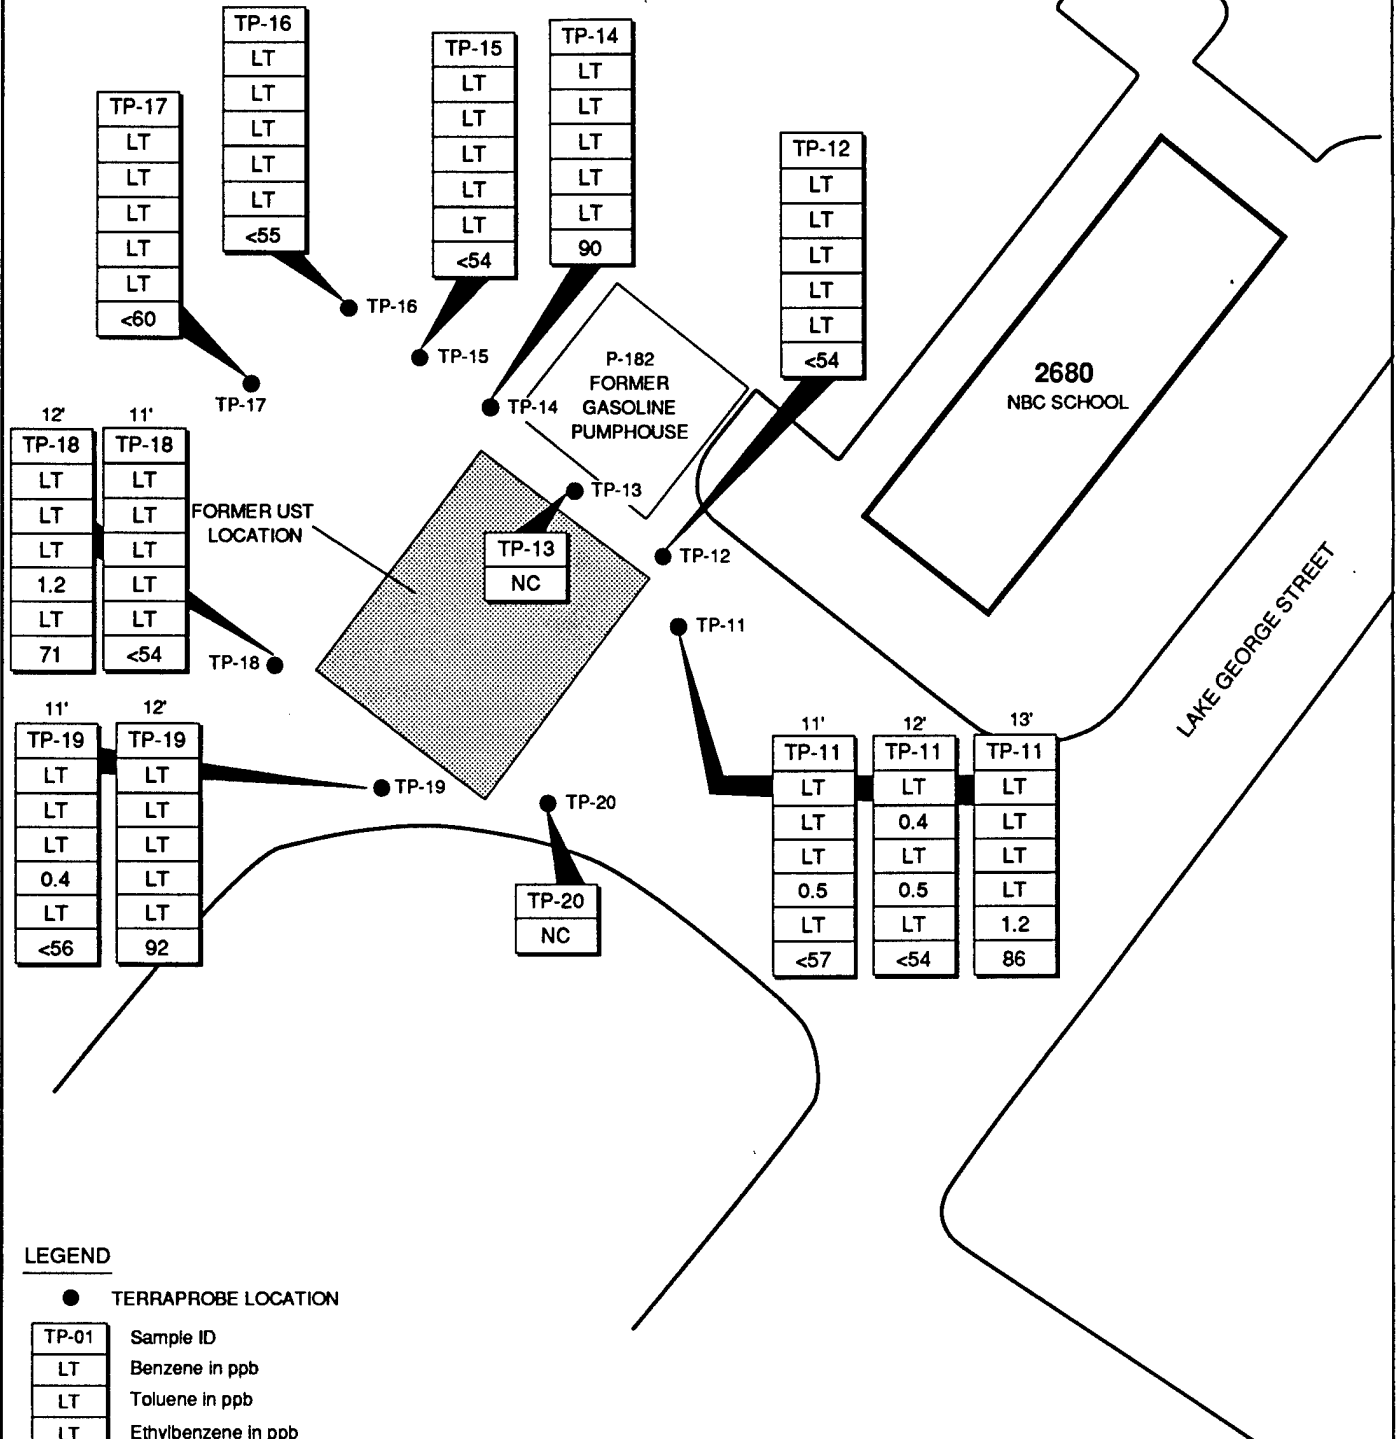 TP-16
LT
LT
LT
LT
LT
<55
TP-15
LT
LT
LT
LT
LT
<54
TP-14
LT
LT
LT
LT
LT
90
TP-17
LT
LT
LT
LT
LT
<60
TP-12
LT
LT
LT
LT
LT
<54
TP-16
TP-15
TP-14
TP-17
P-182
FORMER
GASOLINE
PUMPHOUSE
2680
NBC SCHOOL
12'
TP-18
LT
LT
LT
1.2
LT
71
11'
TP-18
LT
LT
LT
LT
LT
<54
FORMER UST
LOCATION
TP-13
TP-13
NC
TP-12
TP-11
TP-18
LAKE GEORGE STREET
11'
TP-19
LT
LT
LT
0.4
LT
<56
12'
TP-19
LT
LT
LT
LT
LT
92
TP-19
TP-20
TP-20
NC
11'
TP-11
LT
LT
LT
0.5
LT
<57
12'
TP-11
LT
0.4
LT
0.5
LT
<54
13'
TP-11
LT
LT
LT
LT
1.2
86
LEGEND
TERRAPROBE LOCATION
TP-01 Sample ID
LT Benzene in ppb
LT Toluene in ppb
LT Ethylbenzene in ppb